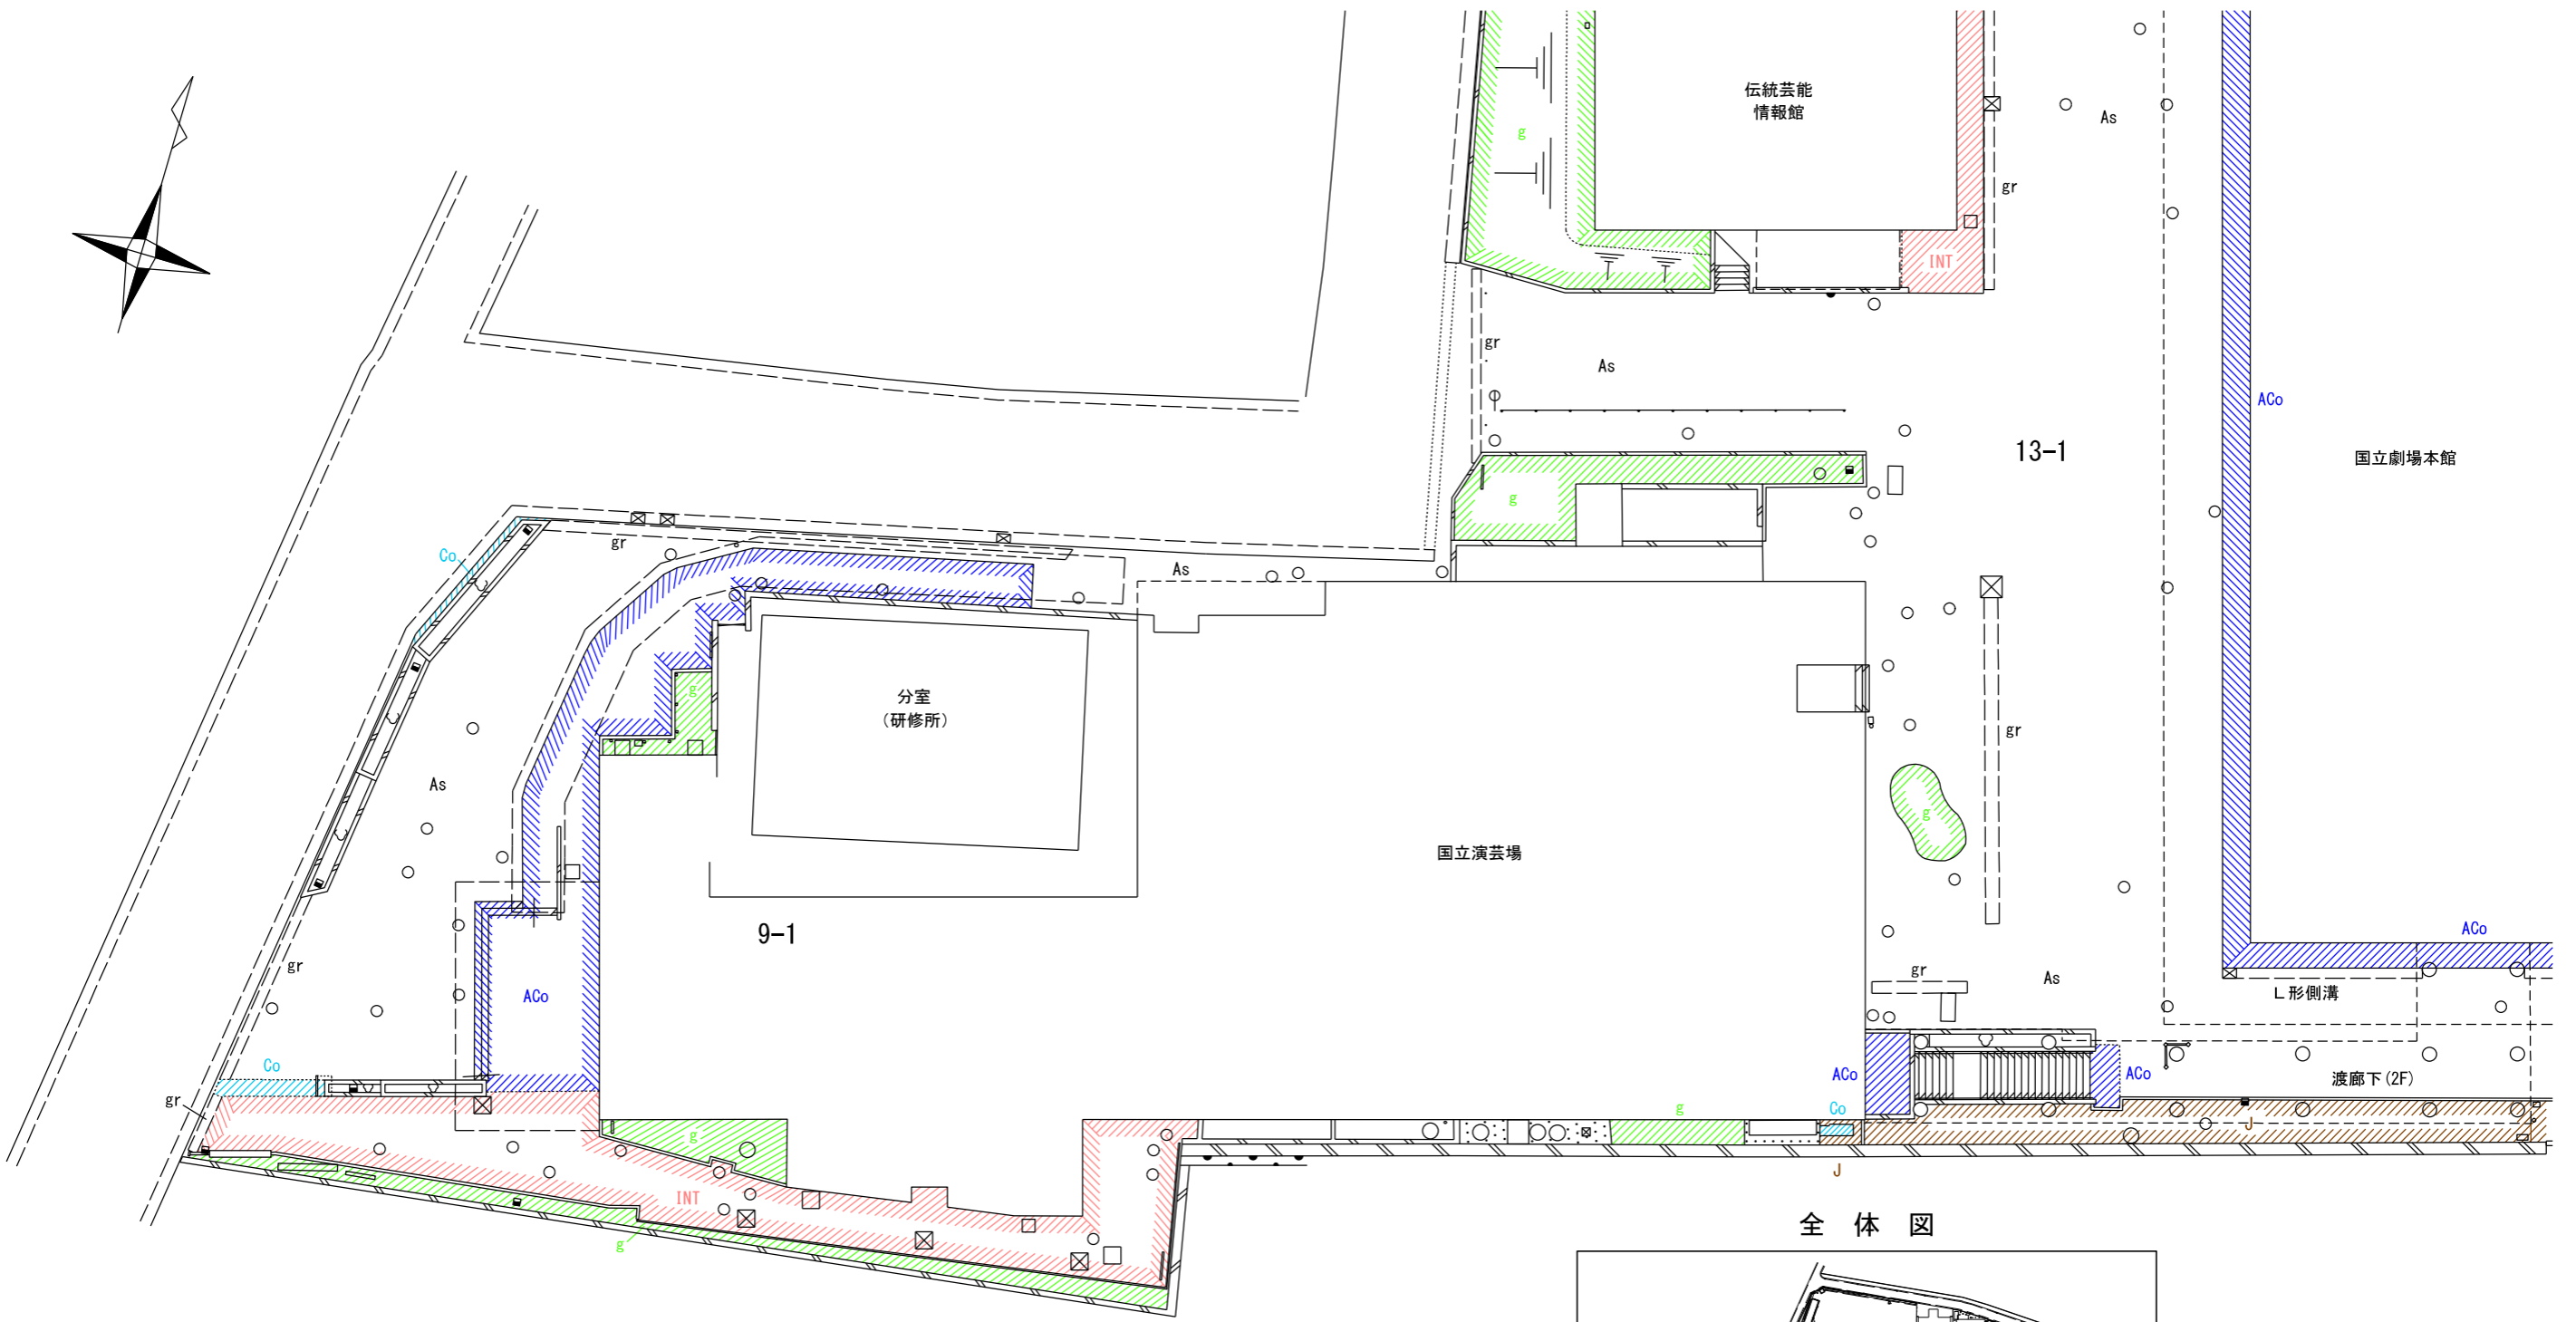 伝統芸能
情報館
As
g
gr
INT
gr
As
ACo
13-1
国立劇場本館
g
Co
gr
As
分室
(研修所)
g
gr
As
g
国立演芸場
9-1
ACo
gr
ACo
gr
As
L形側溝
Co
ACo
ACo
渡廊下(2F)
gr
g
Co
g
J
J
INT
g
全体図